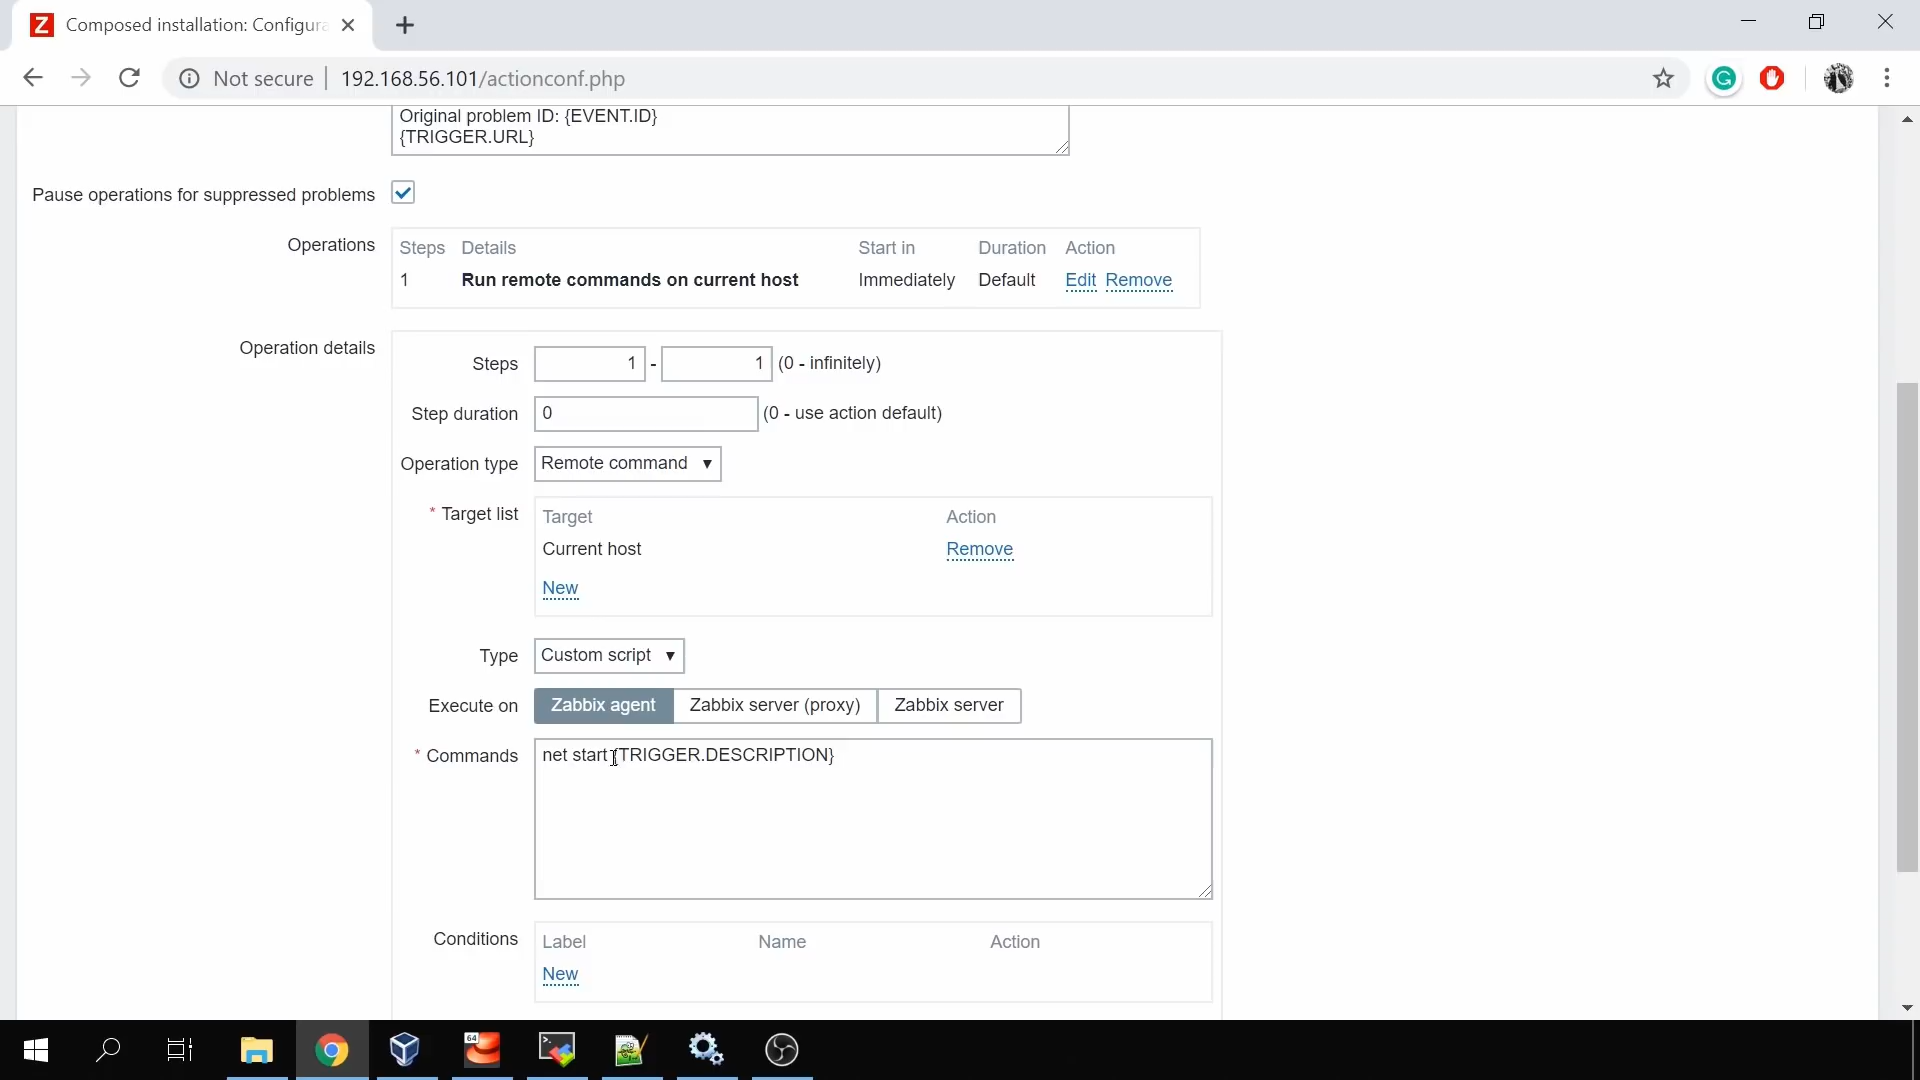 Composed installation: Configura
Not secure
192.168.56.101/actionconf.php
Original problem ID: {EVENT.ID}
{TRIGGER.URL}
Pause operations for suppressed problems
Operations
Steps Details Start in Duration Action
1 Run remote commands on current host Immediately Default Edit Remove
Operation details
Steps 1 - 1 (0 - infinitely)
Step duration 0 (0 - use action default)
Operation type Remote command
* Target list
Target Action
Current host Remove
New
Type Custom script
Execute on Zabbix agent Zabbix server (proxy) Zabbix server
* Commands net start {TRIGGER.DESCRIPTION}
Conditions
Label Name Action
New
64